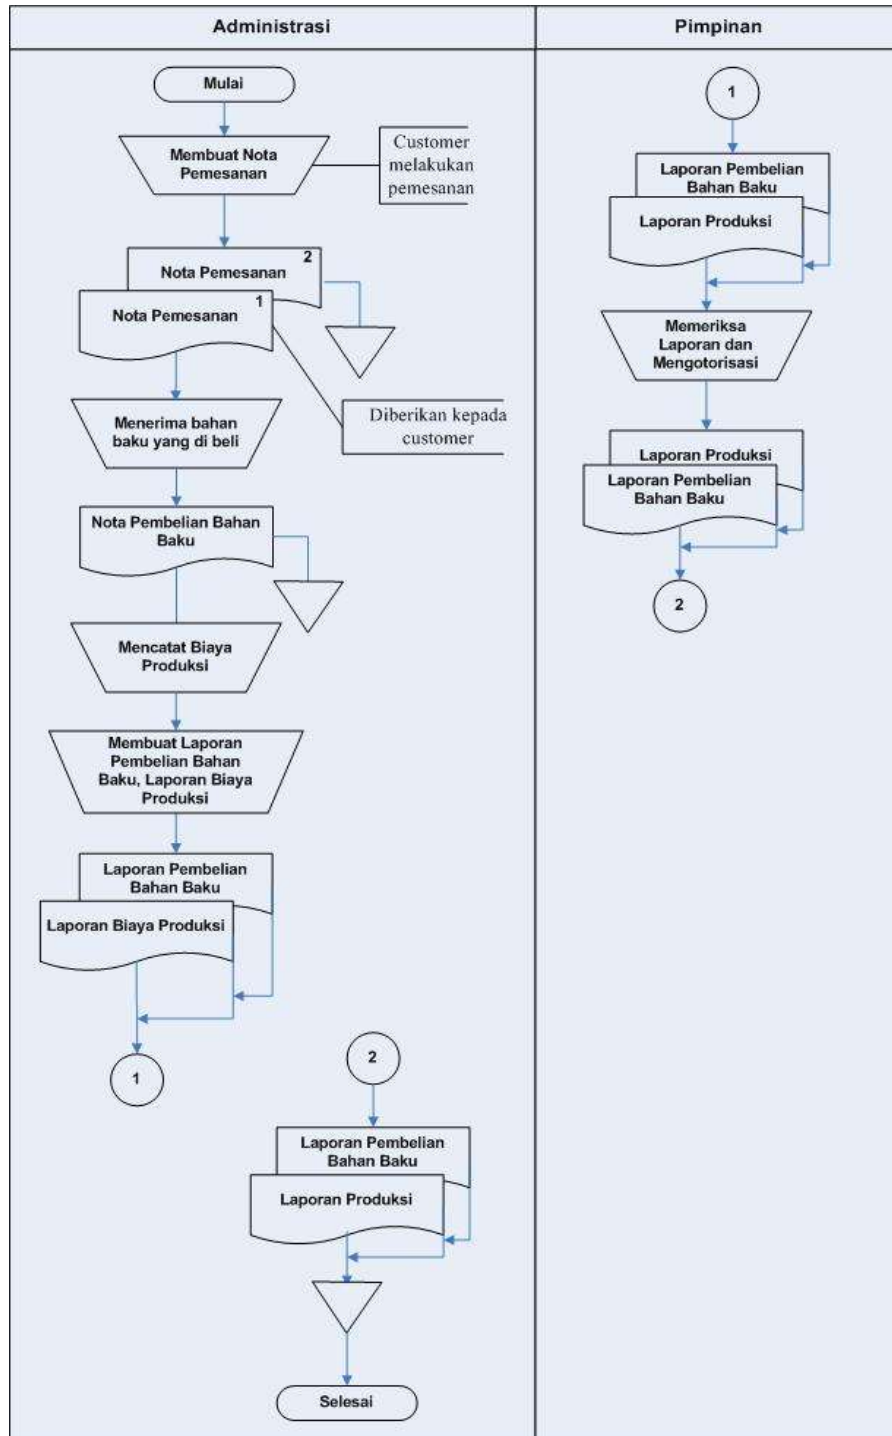 Administrasi
Pimpinan
Mulai
Membuat Nota
Pemesanan
Customer
melakukan
pemesanan
2
Nota Pemesanan
1
Nota Pemesanan
Menerima bahan
baku yang di beli
Diberikan kepada
customer
Nota Pembelian Bahan
Baku
Mencatat Biaya
Produksi
Membuat Laporan
Pembelian Bahan
Baku, Laporan Biaya
Produksi
Laporan Pembelian
Bahan Baku
Laporan Biaya Produksi
1
2
Laporan Pembelian
Bahan Baku
Laporan Produksi
Selesai
1
Laporan Pembelian
Bahan Baku
Laporan Produksi
Memeriksa
Laporan dan
Mengotorisasi
Laporan Produksi
Laporan Pembelian
Bahan Baku
2